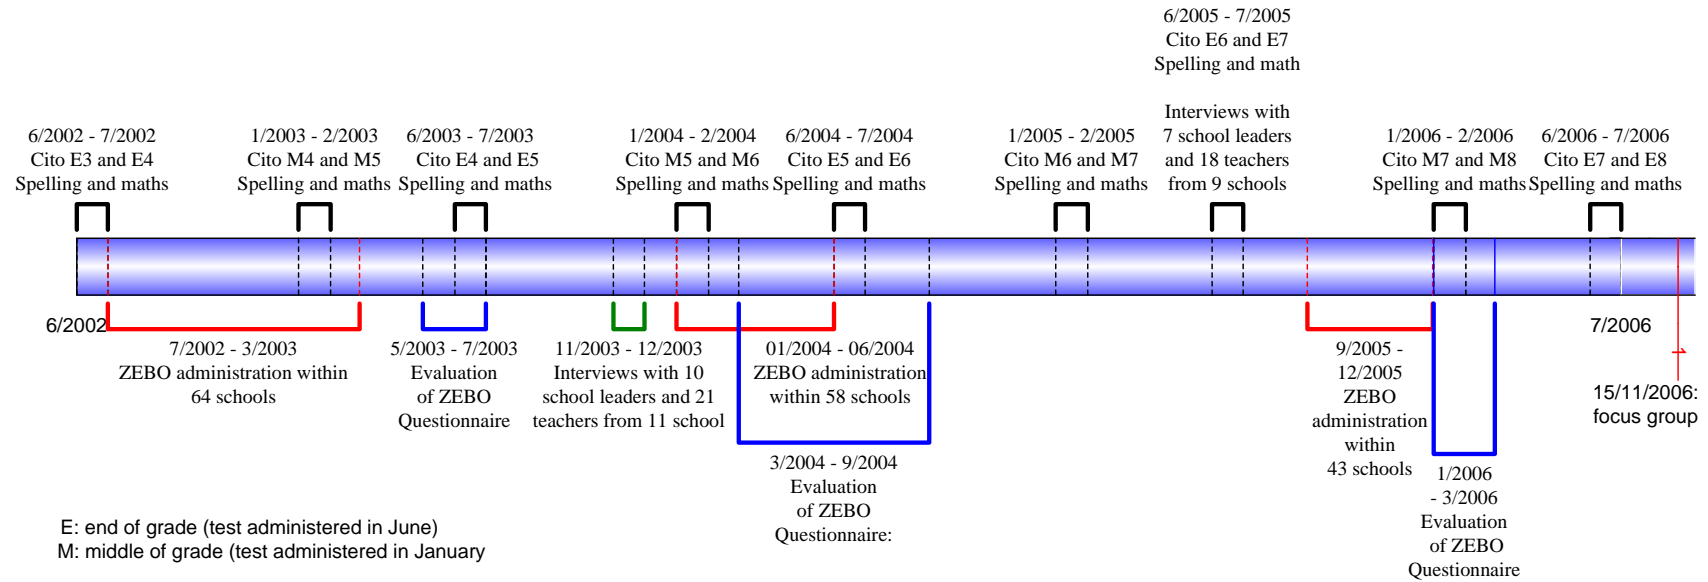 6/2005 - 7/2005
Cito E6 and E7
Spelling and math
Interviews with
7 school leaders
and 18 teachers
from 9 schools
6/2002 - 7/2002
Cito E3 and E4
Spelling and maths
1/2003 - 2/2003
Cito M4 and M5
Spelling and maths
6/2003 - 7/2003
Cito E4 and E5
Spelling and maths
1/2004 - 2/2004
Cito M5 and M6
Spelling and maths
6/2004 - 7/2004
Cito E5 and E6
Spelling and maths
1/2005 - 2/2005
Cito M6 and M7
Spelling and maths
1/2006 - 2/2006
Cito M7 and M8
Spelling and maths
6/2006 - 7/2006
Cito E7 and E8
Spelling and maths
6/2002
7/2006
7/2002 - 3/2003
ZEBO administration within
64 schools
5/2003 - 7/2003
Evaluation
of ZEBO
Questionnaire
11/2003 - 12/2003
Interviews with 10
school leaders and 21
teachers from 11 school
01/2004 - 06/2004
ZEBO administration
within 58 schools
3/2004 - 9/2004
Evaluation
of ZEBO
Questionnaire:
9/2005 -
12/2005
ZEBO
administration
within
43 schools
1/2006
- 3/2006
Evaluation
of ZEBO
Questionnaire
15/11/2006:
focus group
E: end of grade (test administered in June)
M: middle of grade (test administered in January